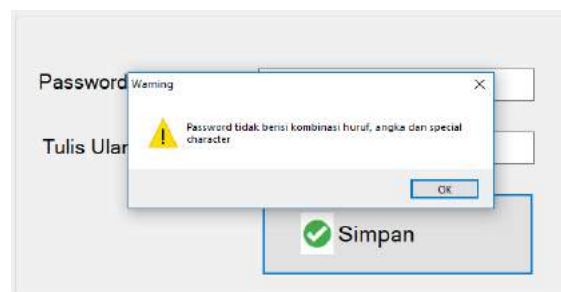 Password
Warning
Password tidak berisi kombinasi huruf, angka dan special
character
Tulis Ular
OK
Simpan